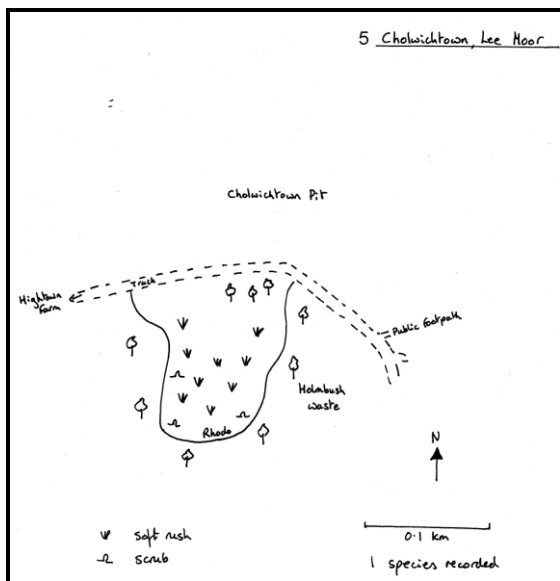 5 Cholwichtown, Lee Moor
Cholwichtown Pit
Track
Hightown
Farm
Public Footpath
Holmbush
waste
Rhodo
N
soft rush
scrub
0.1 km
1 species recorded